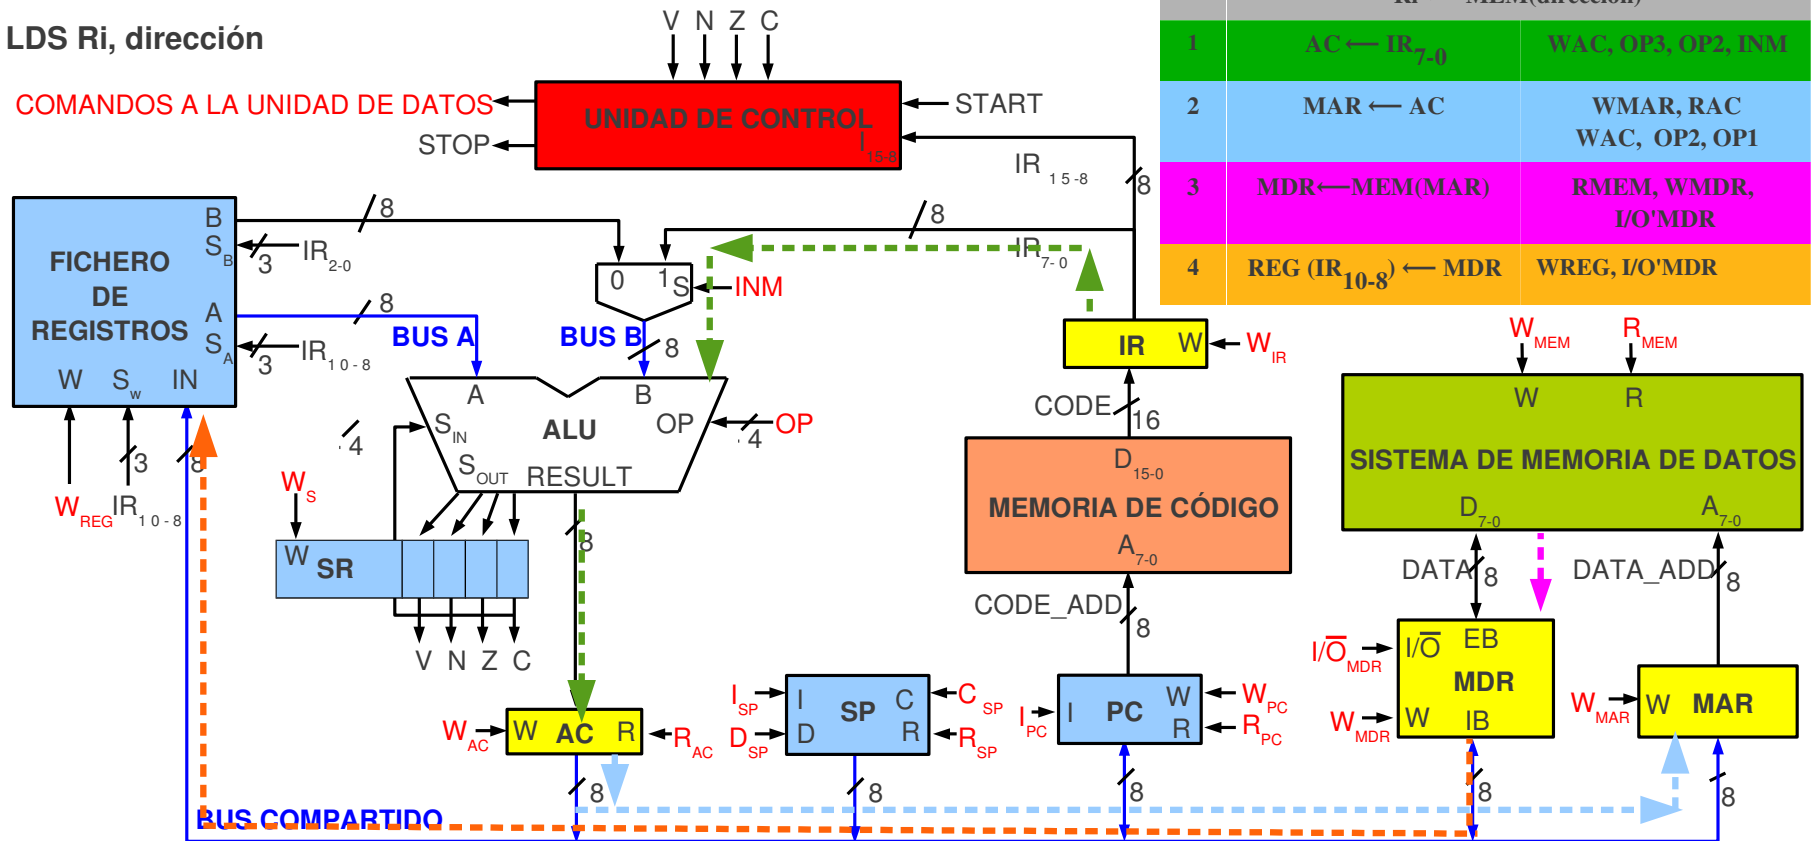 LDS Ri, dirección
V N Z C
COMANDOS A LA UNIDAD DE DATOS
UNIDAD DE CONTROL
I15-8
START
STOP
IR 15-8
8
Ri ← MEM(dirección)
1 AC ← IR7-0 WAC, OP3, OP2, INM
2 MAR ← AC WMAR, RAC
WAC, OP2, OP1
3 MDR ← MEM(MAR) RMEM, WMDR,
I/O'MDR
4 REG (IR10-8) ← MDR WREG, I/O'MDR
FICHERO
DE
REGISTROS
B
SB
A
SA
W Sw IN
8
3 IR2-0
8
3 IR10-8
WREG
3
IR10-8
8
0 1 S
INM
8
IR7-0
BUS A
BUS B
8
A B
ALU
OP
SIN
SOUT
RESULT
4
4
OP
WS
W
SR
V N Z C
8
WAC
W AC R
RAC
8
ISP
DSP
I
D
SP
C
R
CSP
RSP
8
IR W
WIR
CODE
16
D15-0
MEMORIA DE CÓDIGO
A7-0
CODE_ADD
8
IPC
I PC W
R
WPC
RPC
8
WMEM
RMEM
W R
SISTEMA DE MEMORIA DE DATOS
D7-0
A7-0
DATA
8
DATA_ADD
8
I/O̅MDR
I/O̅ EB
MDR
W IB
WMDR
8
WMAR
W MAR
8
BUS COMPARTIDO